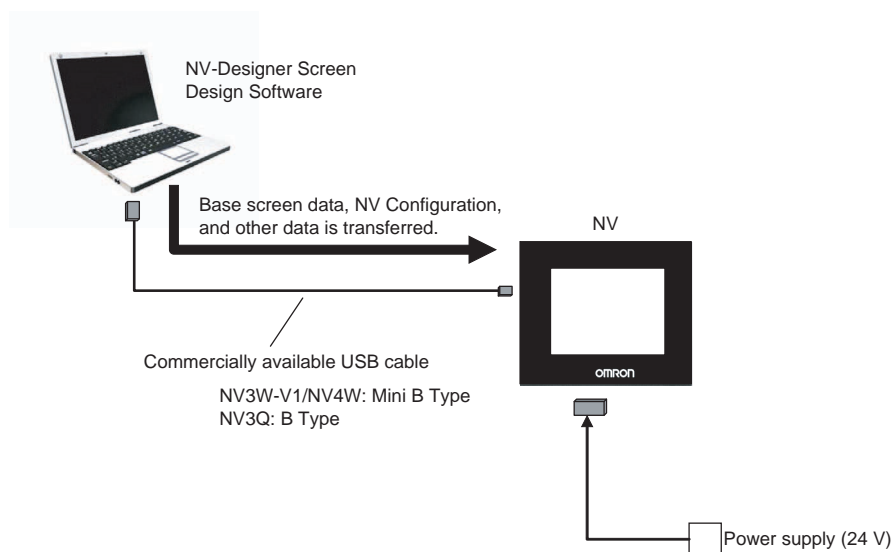 NV-Designer Screen
Design Software
Base screen data, NV Configuration,
and other data is transferred.
NV
OMRON
Commercially available USB cable
NV3W-V1/NV4W: Mini B Type
NV3Q: B Type
Power supply (24 V)